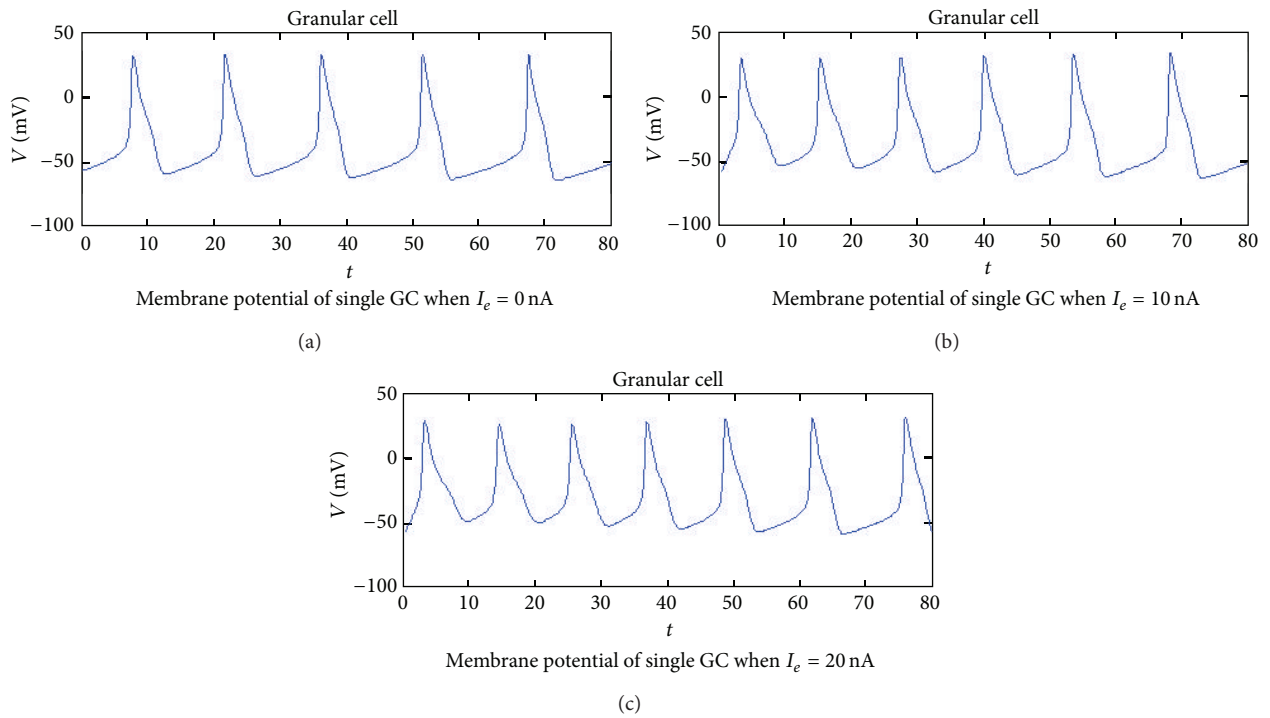 Granular cell
50
0
−50
−100
V (mV)
0 10 20 30 40 50 60 70 80
t
Membrane potential of single GC when I_e = 0 nA
(a)
Granular cell
50
0
−50
−100
V (mV)
0 10 20 30 40 50 60 70 80
t
Membrane potential of single GC when I_e = 10 nA
(b)
Granular cell
50
0
−50
−100
V (mV)
0 10 20 30 40 50 60 70 80
t
Membrane potential of single GC when I_e = 20 nA
(c)